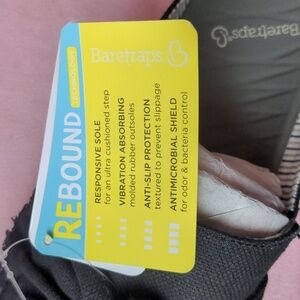 Baretraps
REBOUND
TECHNOLOGY
RESPONSIVE SOLE
for an ultra cushioned step
VIBRATION ABSORBING
molded rubber outsoles
ANTI-SLIP PROTECTION
textured to prevent slippage
ANTIMICROBIAL SHIELD
for odor & bacteria control
Baretraps